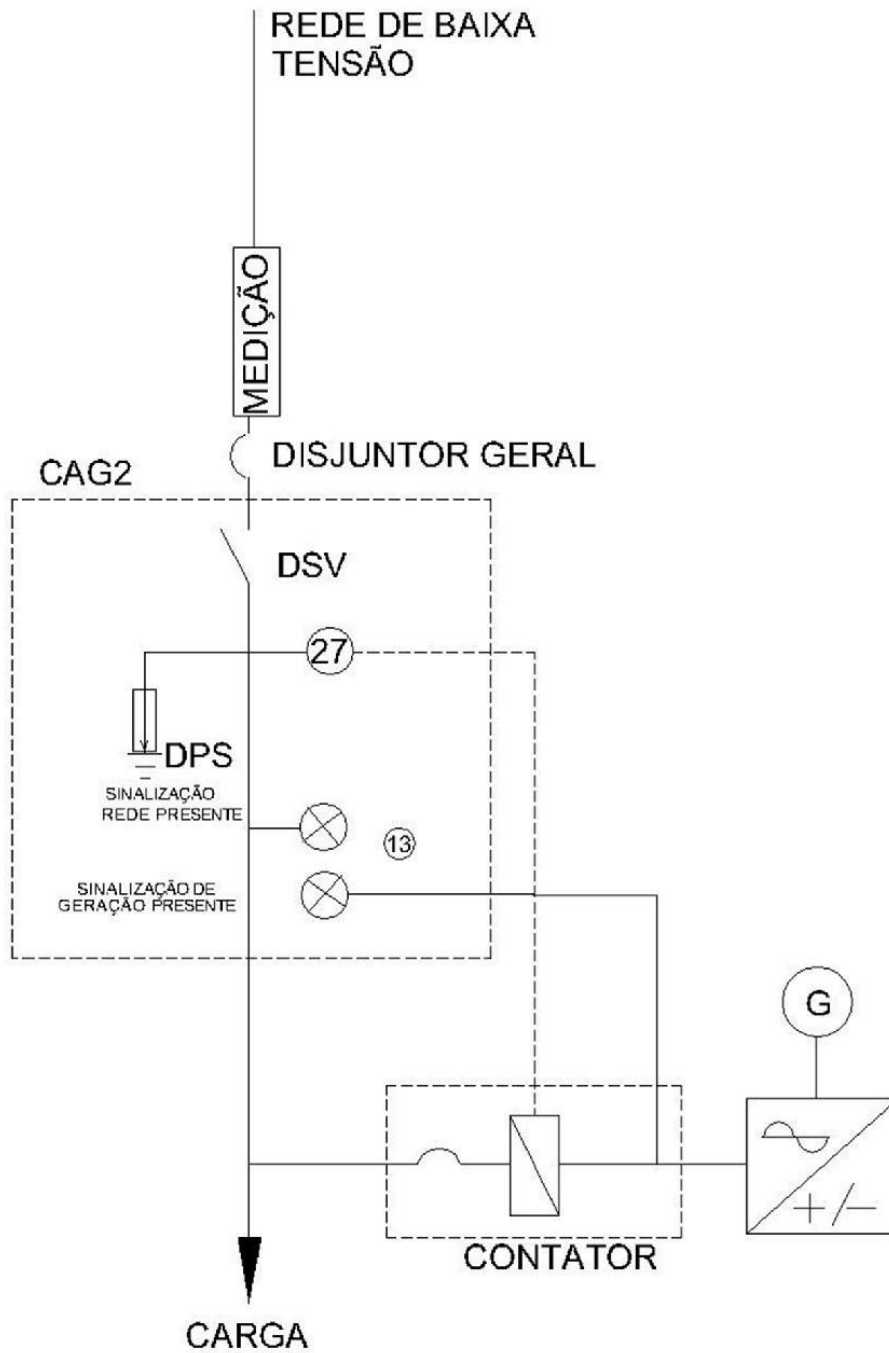 REDE DE BAIXA
TENSÃO
MEDIÇÃO
DISJUNTOR GERAL
CAG2
DSV
27
DPS
SINALIZAÇÃO
REDE PRESENTE
13
SINALIZAÇÃO DE
GERAÇÃO PRESENTE
G
+/-
CONTATOR
CARGA